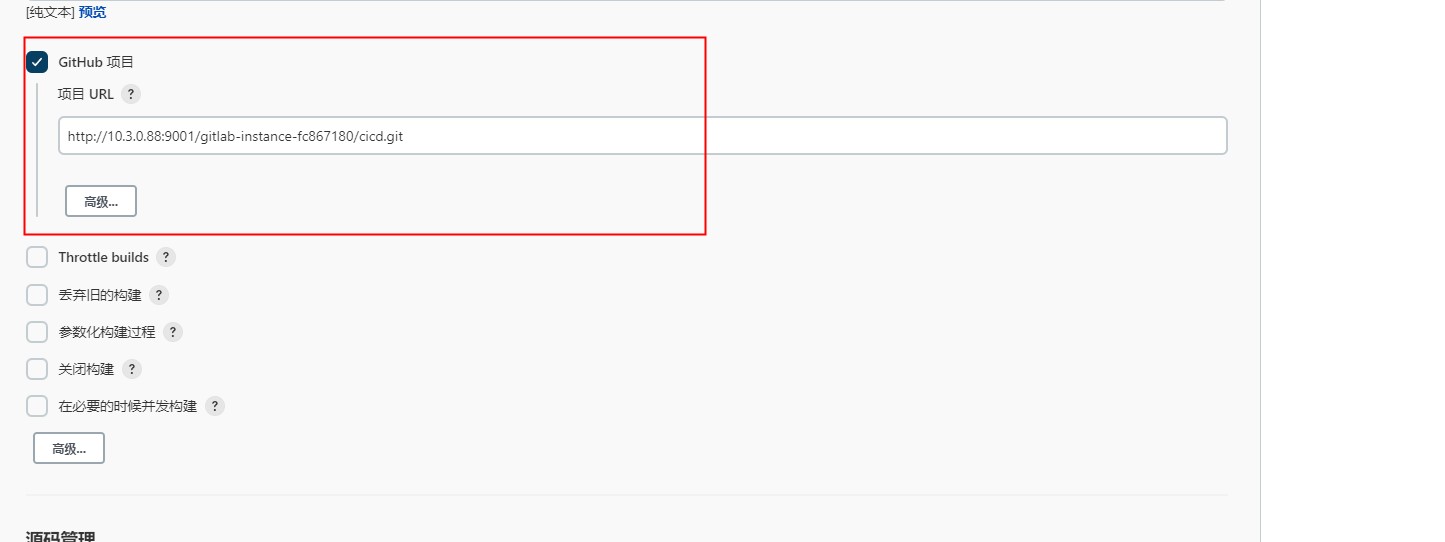 [纯文本] 预览
GitHub 项目
项目 URL ?
http://10.3.0.88:9001/gitlab-instance-fc867180/cicd.git
高级...
Throttle builds ?
丢弃旧的构建 ?
参数化构建过程 ?
关闭构建 ?
在必要的时候并发构建 ?
高级...
源码管理